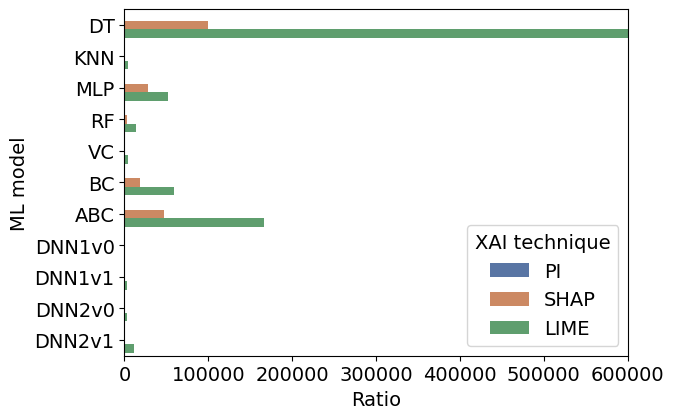 DT
KNN
MLP
RF
VC
BC
ABC
DNN1v0
DNN1v1
DNN2v0
DNN2v1
ML model
XAI technique
PI
SHAP
LIME
0 100000 200000 300000 400000 500000 600000
Ratio